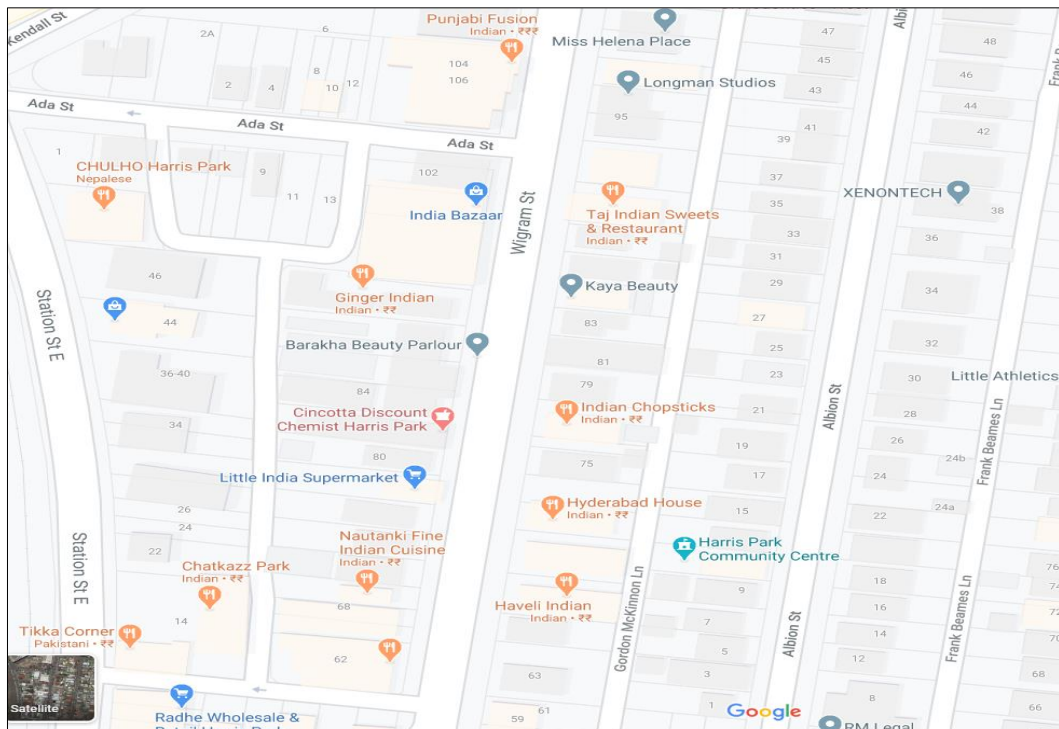 Kendall St
2A
6
Punjabi Fusion
Indian • ₹₹₹
Miss Helena Place
47
Albi
48
Frank B
104
106
8
10
12
2
4
Longman Studios
45
43
46
44
42
Ada St
Ada St
Ada St
95
41
39
1
CHULHO Harris Park
Nepalese
9
11
13
102
India Bazaar
Wigram St
Taj Indian Sweets
& Restaurant
Indian • ₹₹
37
35
33
31
XENONTECH
38
36
46
Ginger Indian
Indian • ₹₹
Kaya Beauty
29
34
Station St E
44
83
27
32
Barakha Beauty Parlour
81
25
23
36-40
84
79
30
Little Athletics
Cincotta Discount
Chemist Harris Park
Indian Chopsticks
Indian • ₹₹
21
Albion St
28
34
80
75
19
26
24b
Frank Beames Ln
Little India Supermarket
17
24
26
24
22
Hyderabad House
Indian • ₹₹
15
22
24a
Station St E
Nautanki Fine
Indian Cuisine
Indian • ₹₹
Harris Park
Community Centre
Chatkazz Park
Indian • ₹₹
18
76
74
72
14
68
Haveli Indian
Indian • ₹₹
Gordon McKinnon Ln
9
16
Tikka Corner
Pakistani • ₹₹
62
7
5
Albion St
14
12
Frank Beames Ln
70
68
63
3
Satellite
Radhe Wholesale &
59
61
1
Google
8
66
RM Legal